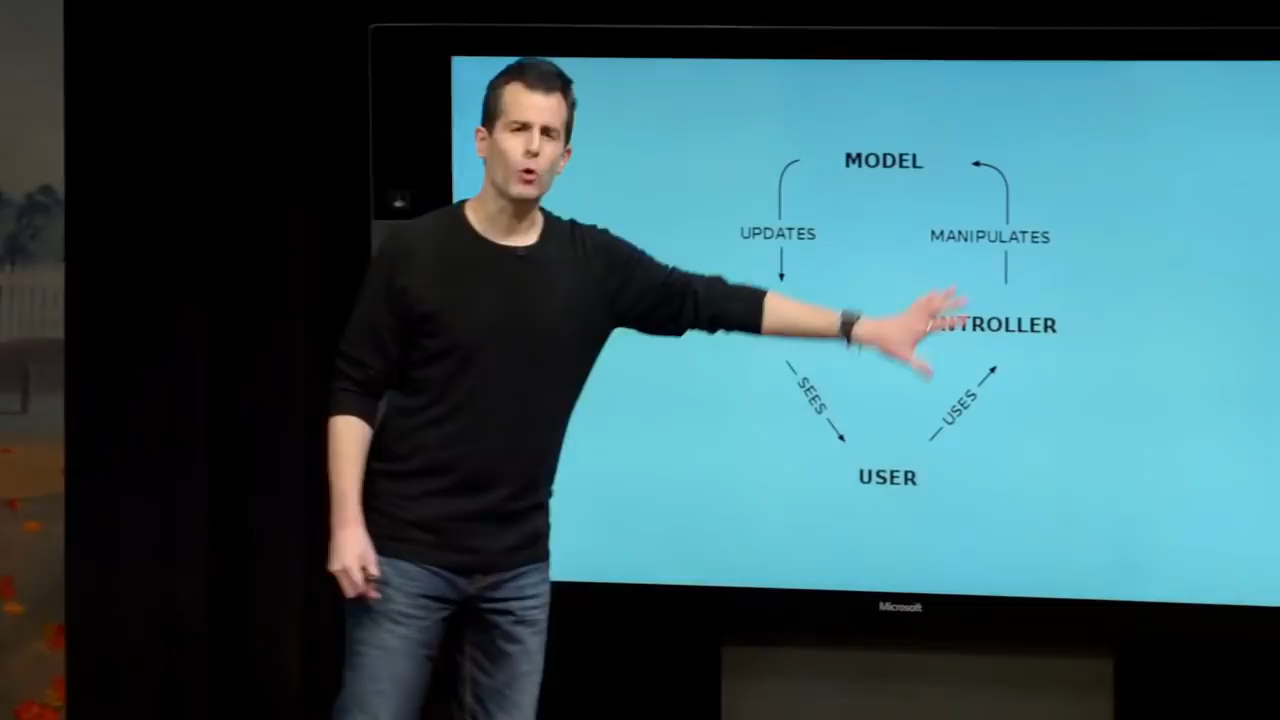 MODEL
UPDATES
MANIPULATES
NTROLLER
SEES
USES
USER
Microsoft